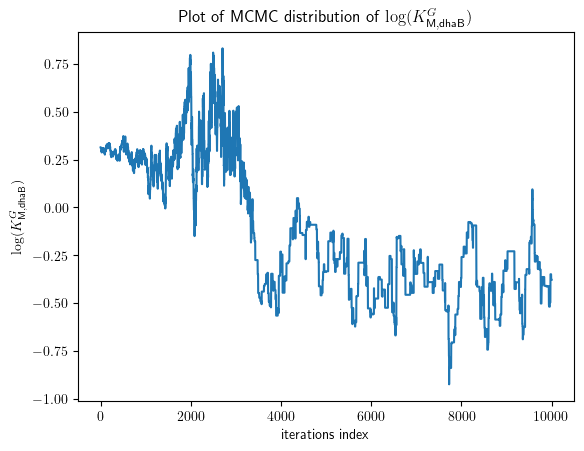 Plot of MCMC distribution of log(K^G_{M,dhaB})
0.75
0.50
0.25
0.00
−0.25
−0.50
−0.75
−1.00
log(K^G_{M,dhaB})
0 2000 4000 6000 8000 10000
iterations index